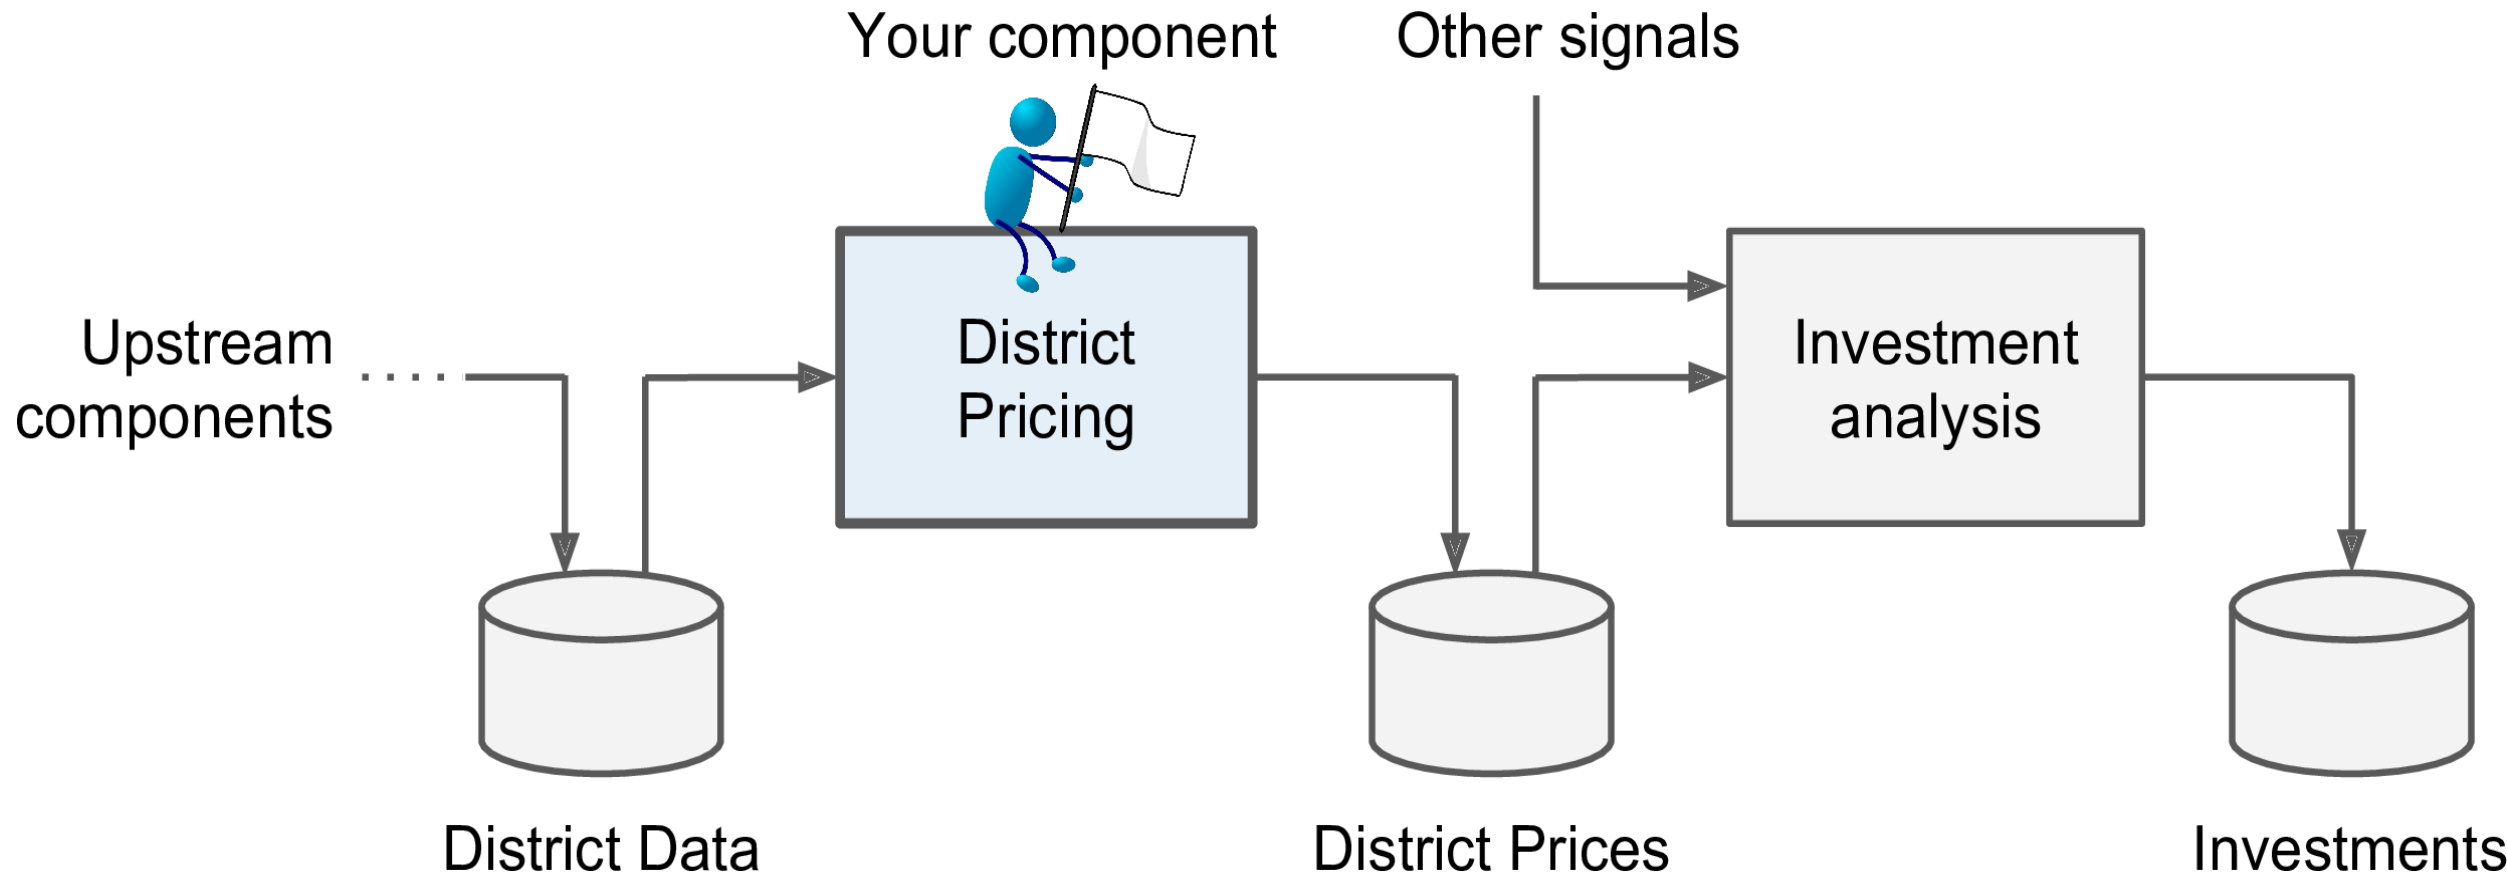 Your component
Other signals
Upstream
components
District
Pricing
Investment
analysis
District Data
District Prices
Investments